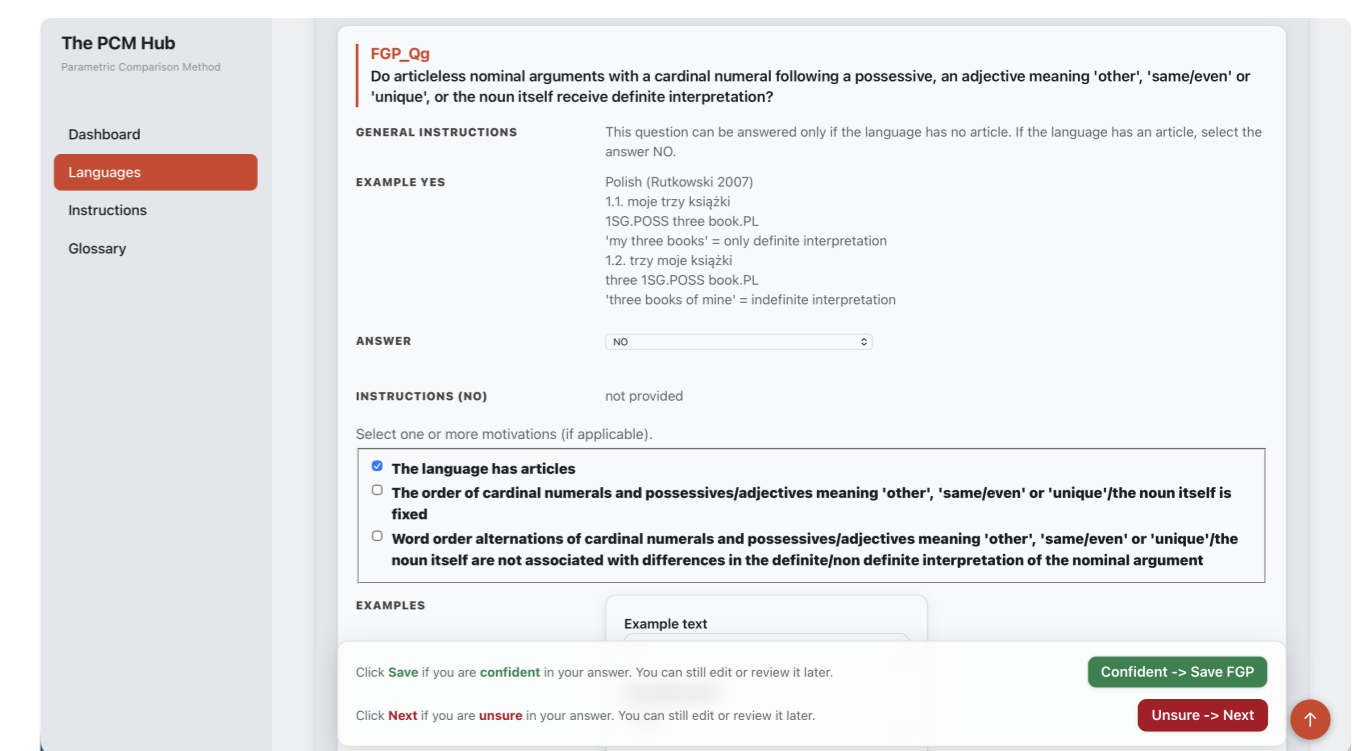 The PCM Hub
Parametric Comparison Method
Dashboard
Languages
Instructions
Glossary
FGP_Qg
Do articleless nominal arguments with a cardinal numeral following a possessive, an adjective meaning 'other', 'same/even' or
'unique', or the noun itself receive definite interpretation?
GENERAL INSTRUCTIONS
This question can be answered only if the language has no article. If the language has an article, select the
answer NO.
EXAMPLE YES
Polish (Rutkowski 2007)
1.1. moje trzy książki
1SG.POSS three book.PL
'my three books' = only definite interpretation
1.2. trzy moje książki
three 1SG.POSS book.PL
'three books of mine' = indefinite interpretation
ANSWER
NO
INSTRUCTIONS (NO)
not provided
Select one or more motivations (if applicable).
The language has articles
The order of cardinal numerals and possessives/adjectives meaning 'other', 'same/even' or 'unique'/the noun itself is
fixed
Word order alternations of cardinal numerals and possessives/adjectives meaning 'other', 'same/even' or 'unique'/the
noun itself are not associated with differences in the definite/non definite interpretation of the nominal argument
EXAMPLES
Example text
Click Save if you are confident in your answer. You can still edit or review it later.
Confident -> Save FGP
Click Next if you are unsure in your answer. You can still edit or review it later.
Unsure -> Next